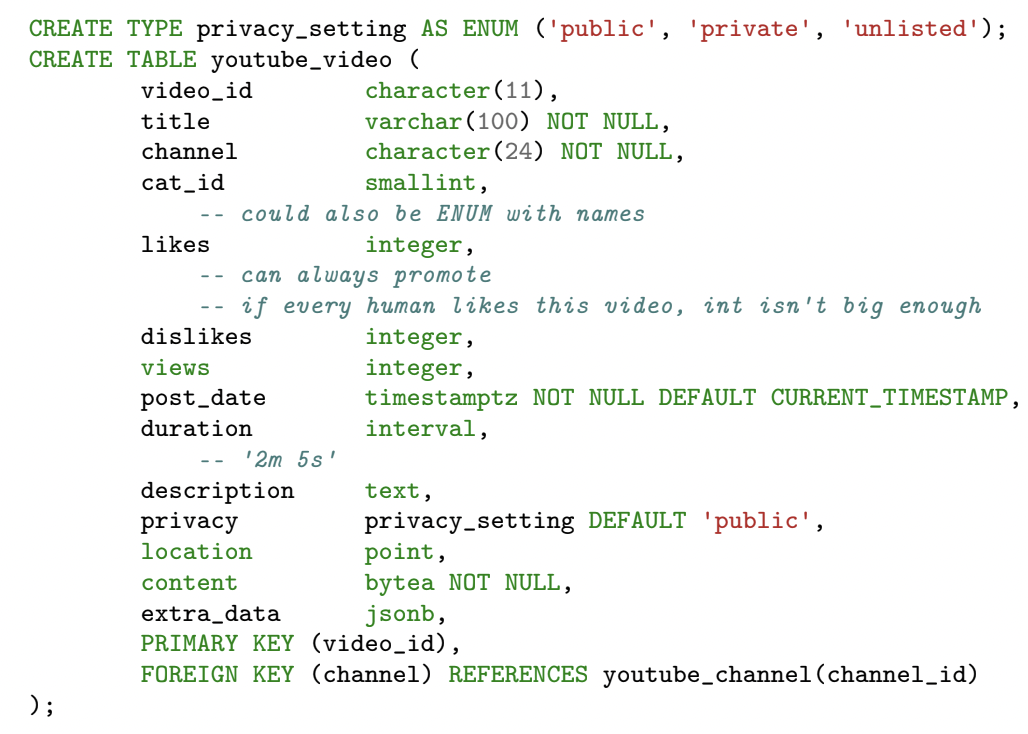 CREATE TYPE privacy_setting AS ENUM ('public', 'private', 'unlisted');
CREATE TABLE youtube_video (
video_id character(11),
title varchar(100) NOT NULL,
channel character(24) NOT NULL,
cat_id smallint,
-- could also be ENUM with names
likes integer,
-- can always promote
-- if every human likes this video, int isn't big enough
dislikes integer,
views integer,
post_date timestamptz NOT NULL DEFAULT CURRENT_TIMESTAMP,
duration interval,
-- '2m 5s'
description text,
privacy privacy_setting DEFAULT 'public',
location point,
content bytea NOT NULL,
extra_data jsonb,
PRIMARY KEY (video_id),
FOREIGN KEY (channel) REFERENCES youtube_channel(channel_id)
);